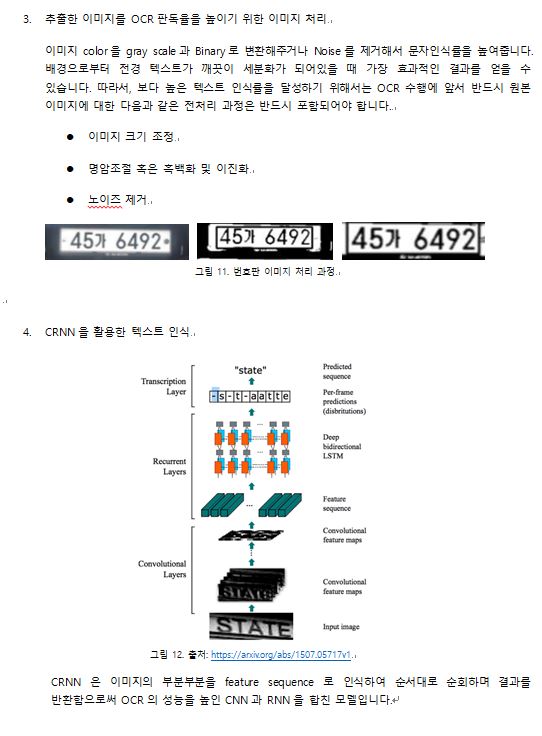 3. 추출한 이미지를 OCR 판독율을 높이기 위한 이미지 처리.
이미지 color 을 gray scale 과 Binary 로 변환해주거나 Noise 를 제거해서 문자인식률을 높여줍니다.
배경으로부터 전경 텍스트가 깨끗이 세분화가 되어있을 때 가장 효과적인 결과를 얻을 수
있습니다. 따라서, 보다 높은 텍스트 인식률을 달성하기 위해서는 OCR 수행에 앞서 반드시 원본
이미지에 대한 다음과 같은 전처리 과정은 반드시 포함되어야 합니다.
● 이미지 크기 조정.
● 명암조절 혹은 흑백화 및 이진화.
● 노이즈 제거.
45가 6492 45가 6492 45가 6492
그림 11. 번호판 이미지 처리 과정.
4. CRNN 을 활용한 텍스트 인식.
Transcription Layer
"state"
Predicted sequence
-s-t-aatte
Per-frame predictions (disbritutions)
Recurrent Layers
Deep bidirectional LSTM
Feature sequence
Convolutional Layers
Convolutional feature maps
STATE
Convolutional feature maps
STATE
Input image
그림 12. 출처: https://arxiv.org/abs/1507.05717v1.
CRNN 은 이미지의 부분부분을 feature sequence 로 인식하여 순서대로 순회하며 결과를
반환함으로써 OCR 의 성능을 높인 CNN 과 RNN 을 합친 모델입니다.